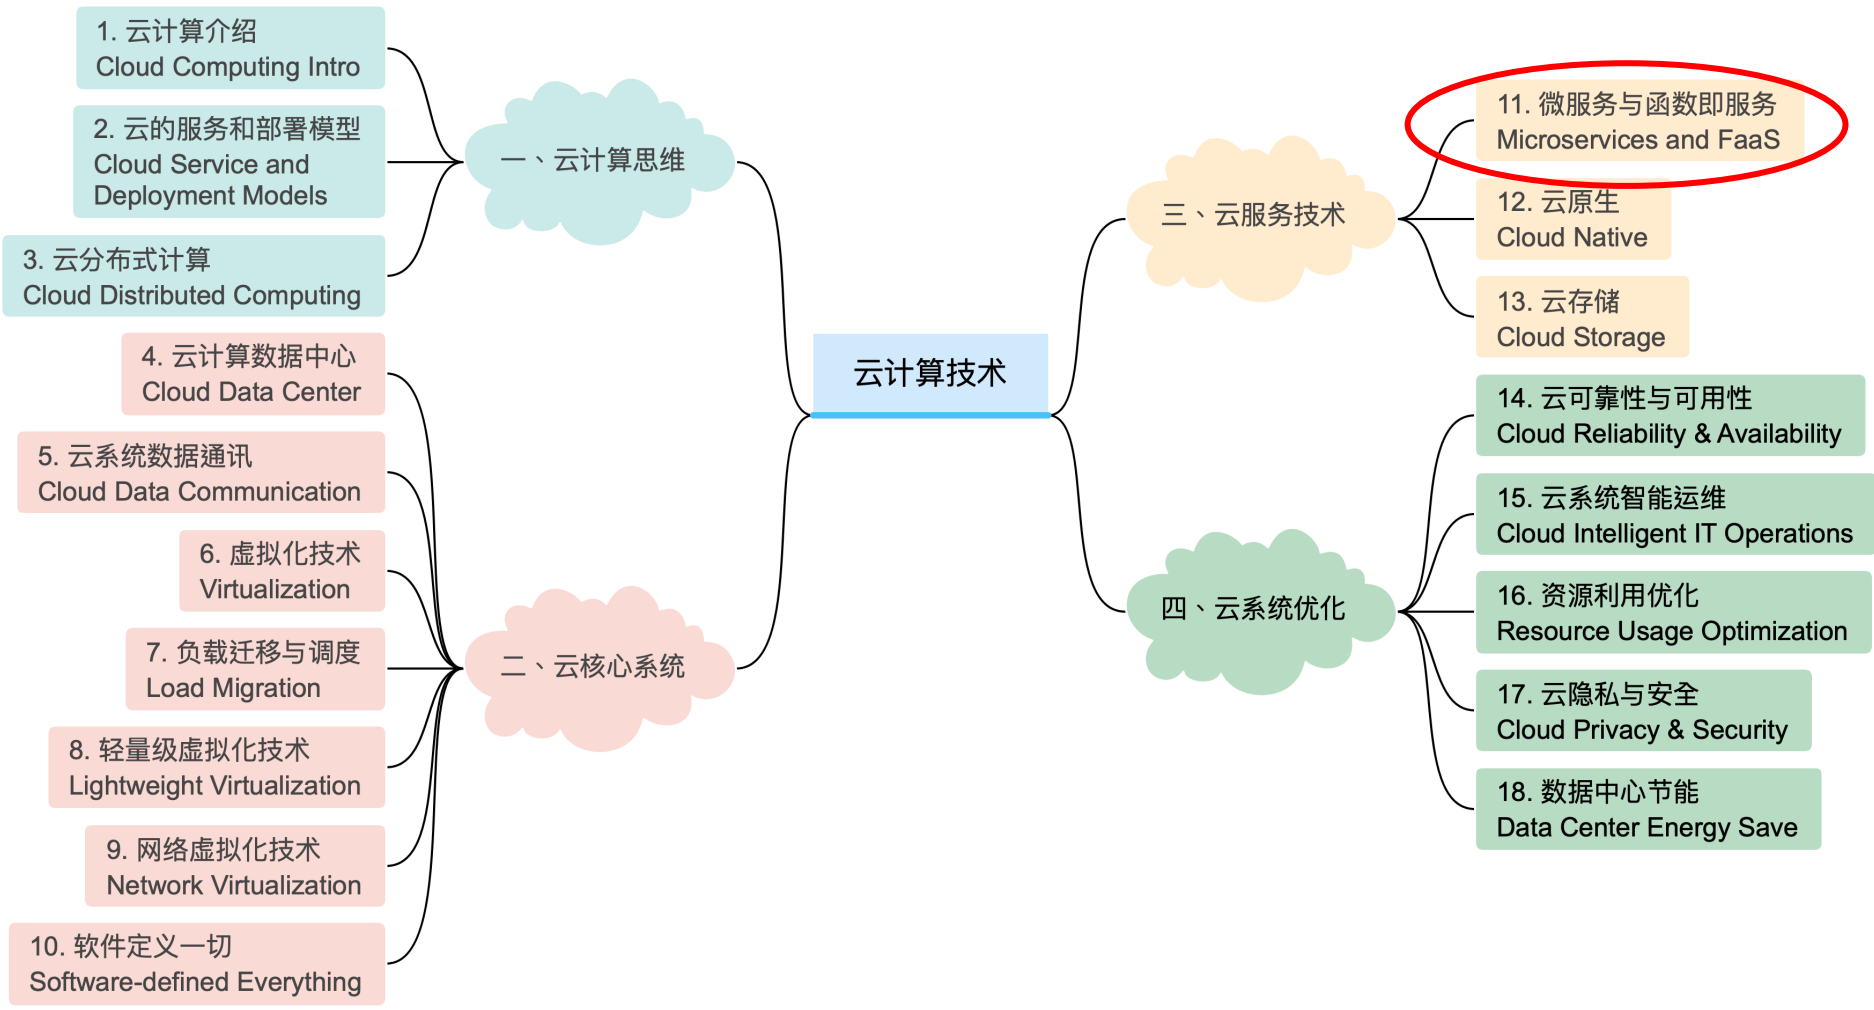 1. 云计算介绍
Cloud Computing Intro
2. 云的服务和部署模型
Cloud Service and
Deployment Models
3. 云分布式计算
Cloud Distributed Computing
一、云计算思维
4. 云计算数据中心
Cloud Data Center
5. 云系统数据通讯
Cloud Data Communication
6. 虚拟化技术
Virtualization
7. 负载迁移与调度
Load Migration
8. 轻量级虚拟化技术
Lightweight Virtualization
9. 网络虚拟化技术
Network Virtualization
10. 软件定义一切
Software-defined Everything
二、云核心系统
云计算技术
三、云服务技术
11. 微服务与函数即服务
Microservices and FaaS
12. 云原生
Cloud Native
13. 云存储
Cloud Storage
四、云系统优化
14. 云可靠性与可用性
Cloud Reliability & Availability
15. 云系统智能运维
Cloud Intelligent IT Operations
16. 资源利用优化
Resource Usage Optimization
17. 云隐私与安全
Cloud Privacy & Security
18. 数据中心节能
Data Center Energy Save